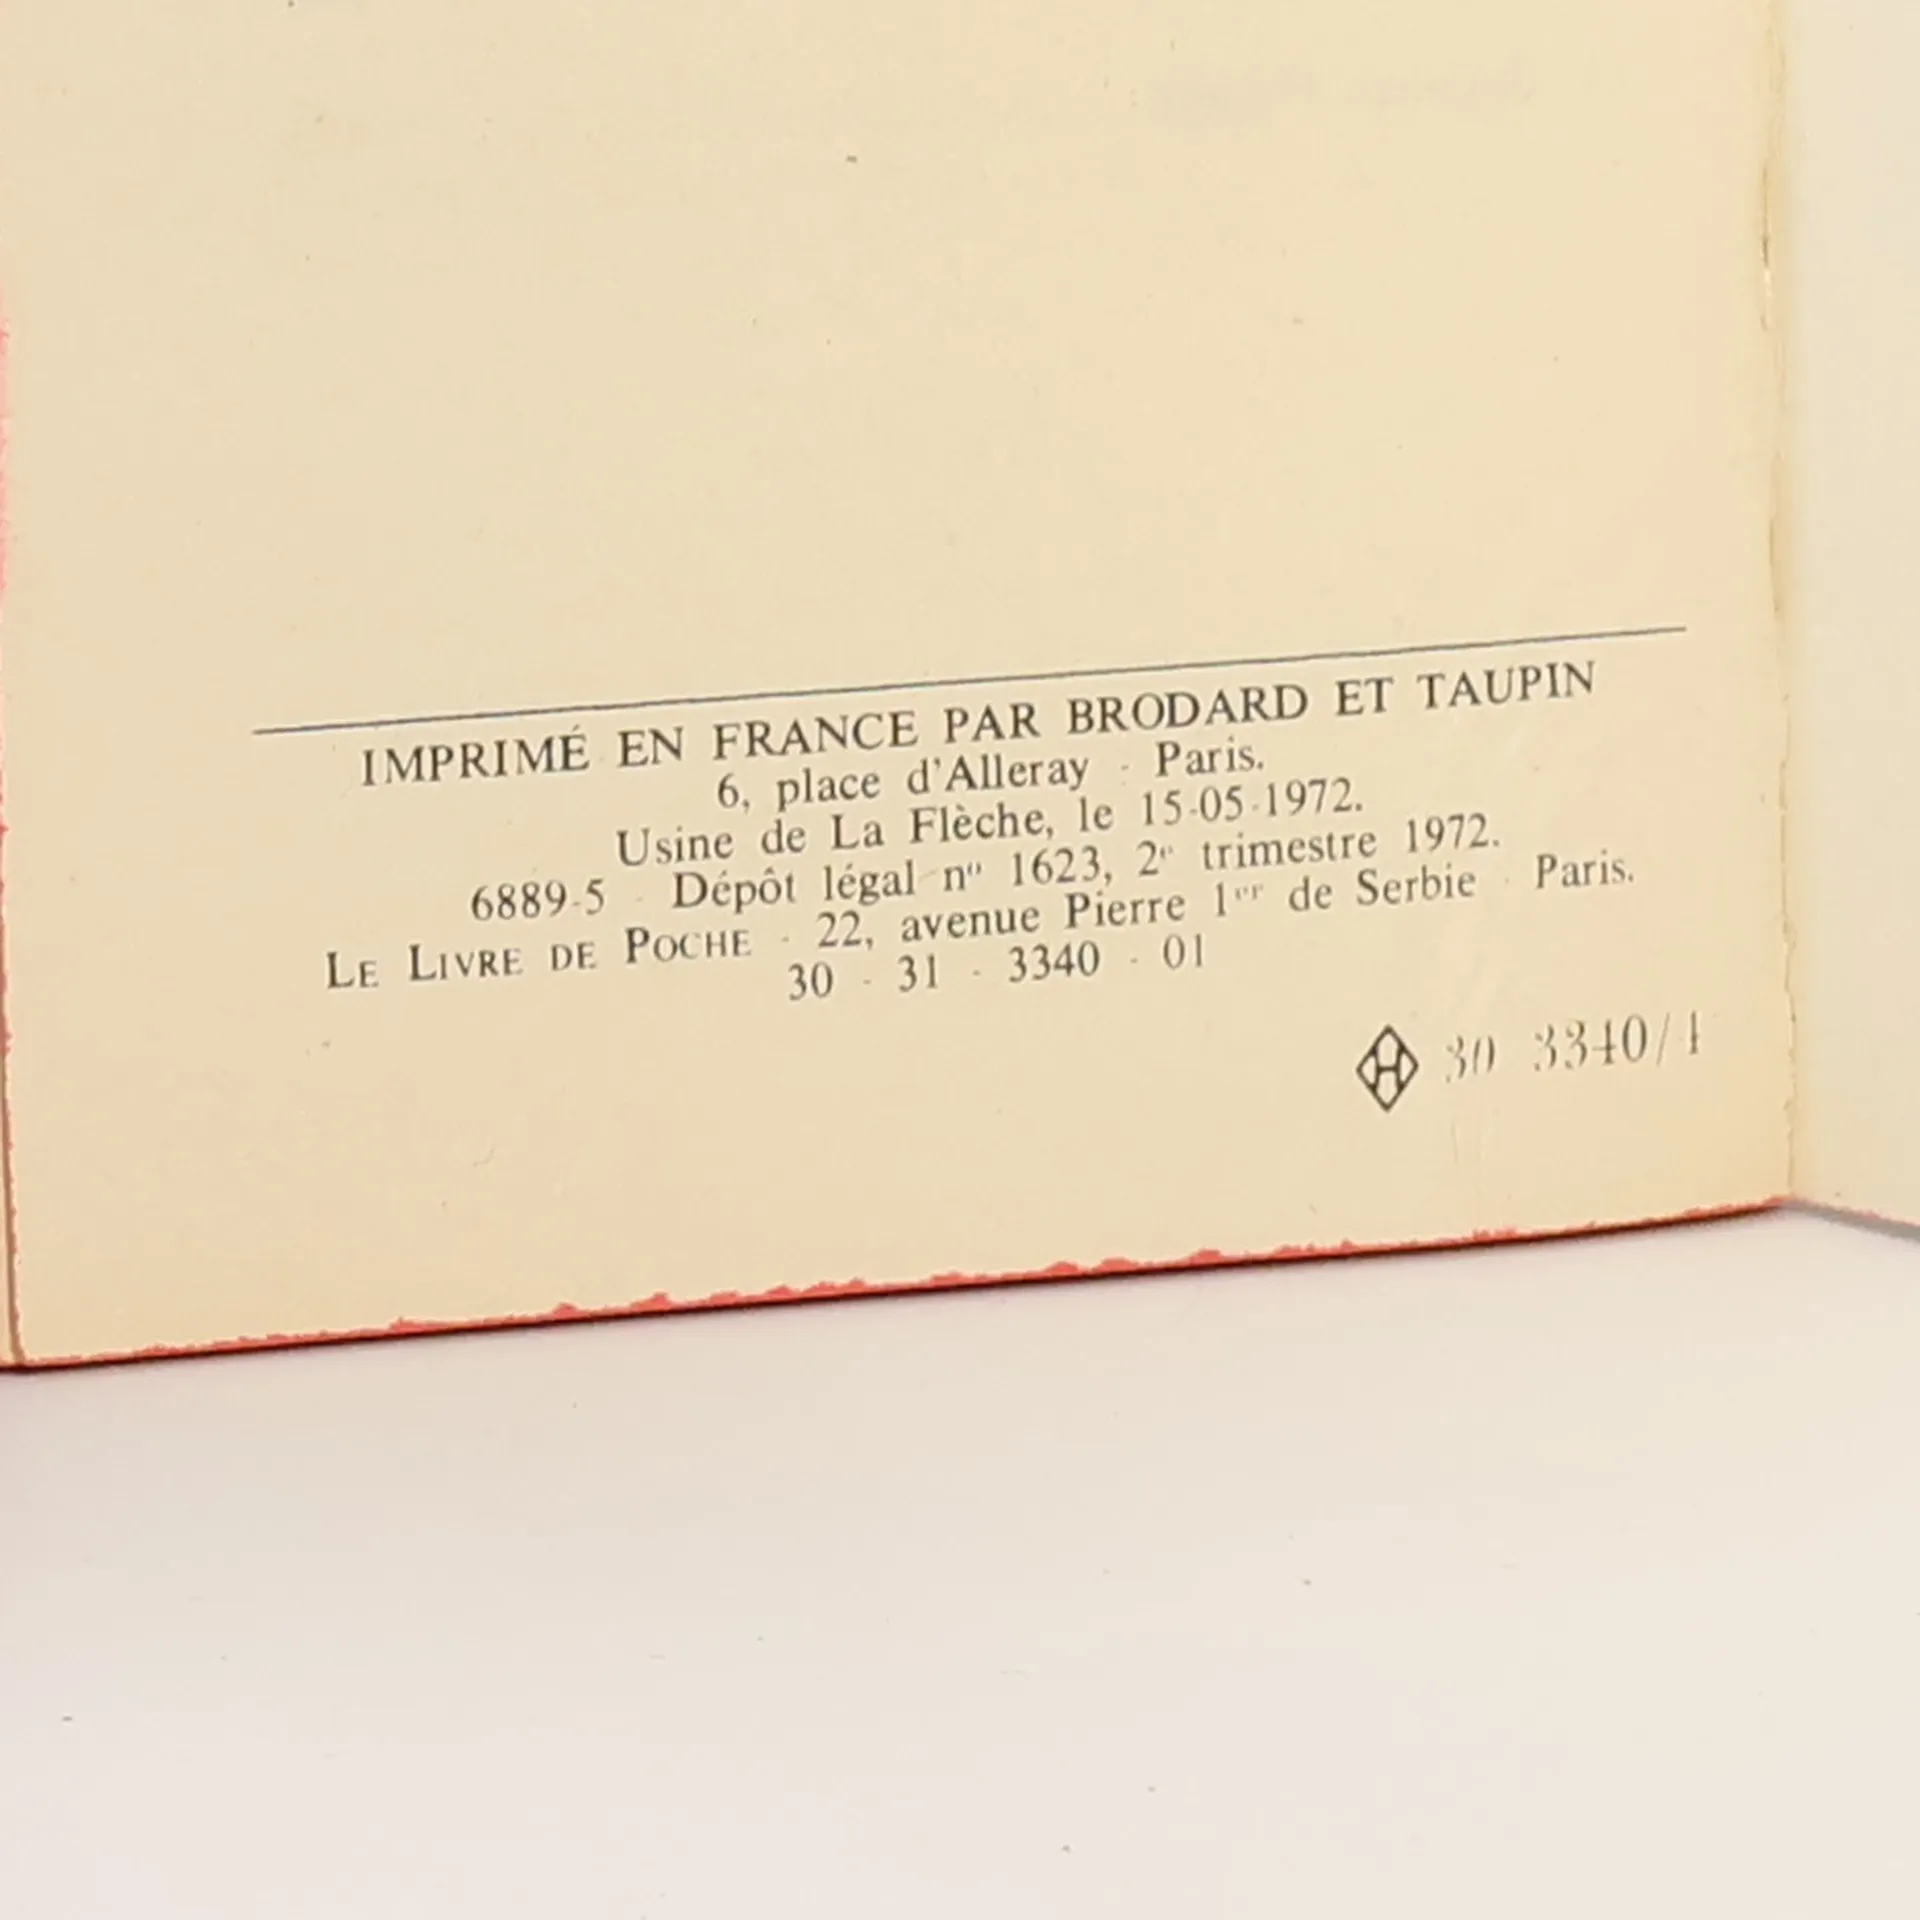 IMPRIMÉ EN FRANCE PAR BRODARD ET TAUPIN
6, place d'Alleray - Paris.
Usine de La Flèche, le 15-05-1972.
6889-5 - Dépôt légal nº 1623, 2e trimestre 1972.
LE LIVRE DE POCHE - 22, avenue Pierre 1er de Serbie - Paris.
30 - 31 - 3340 - 01
30 3340/1